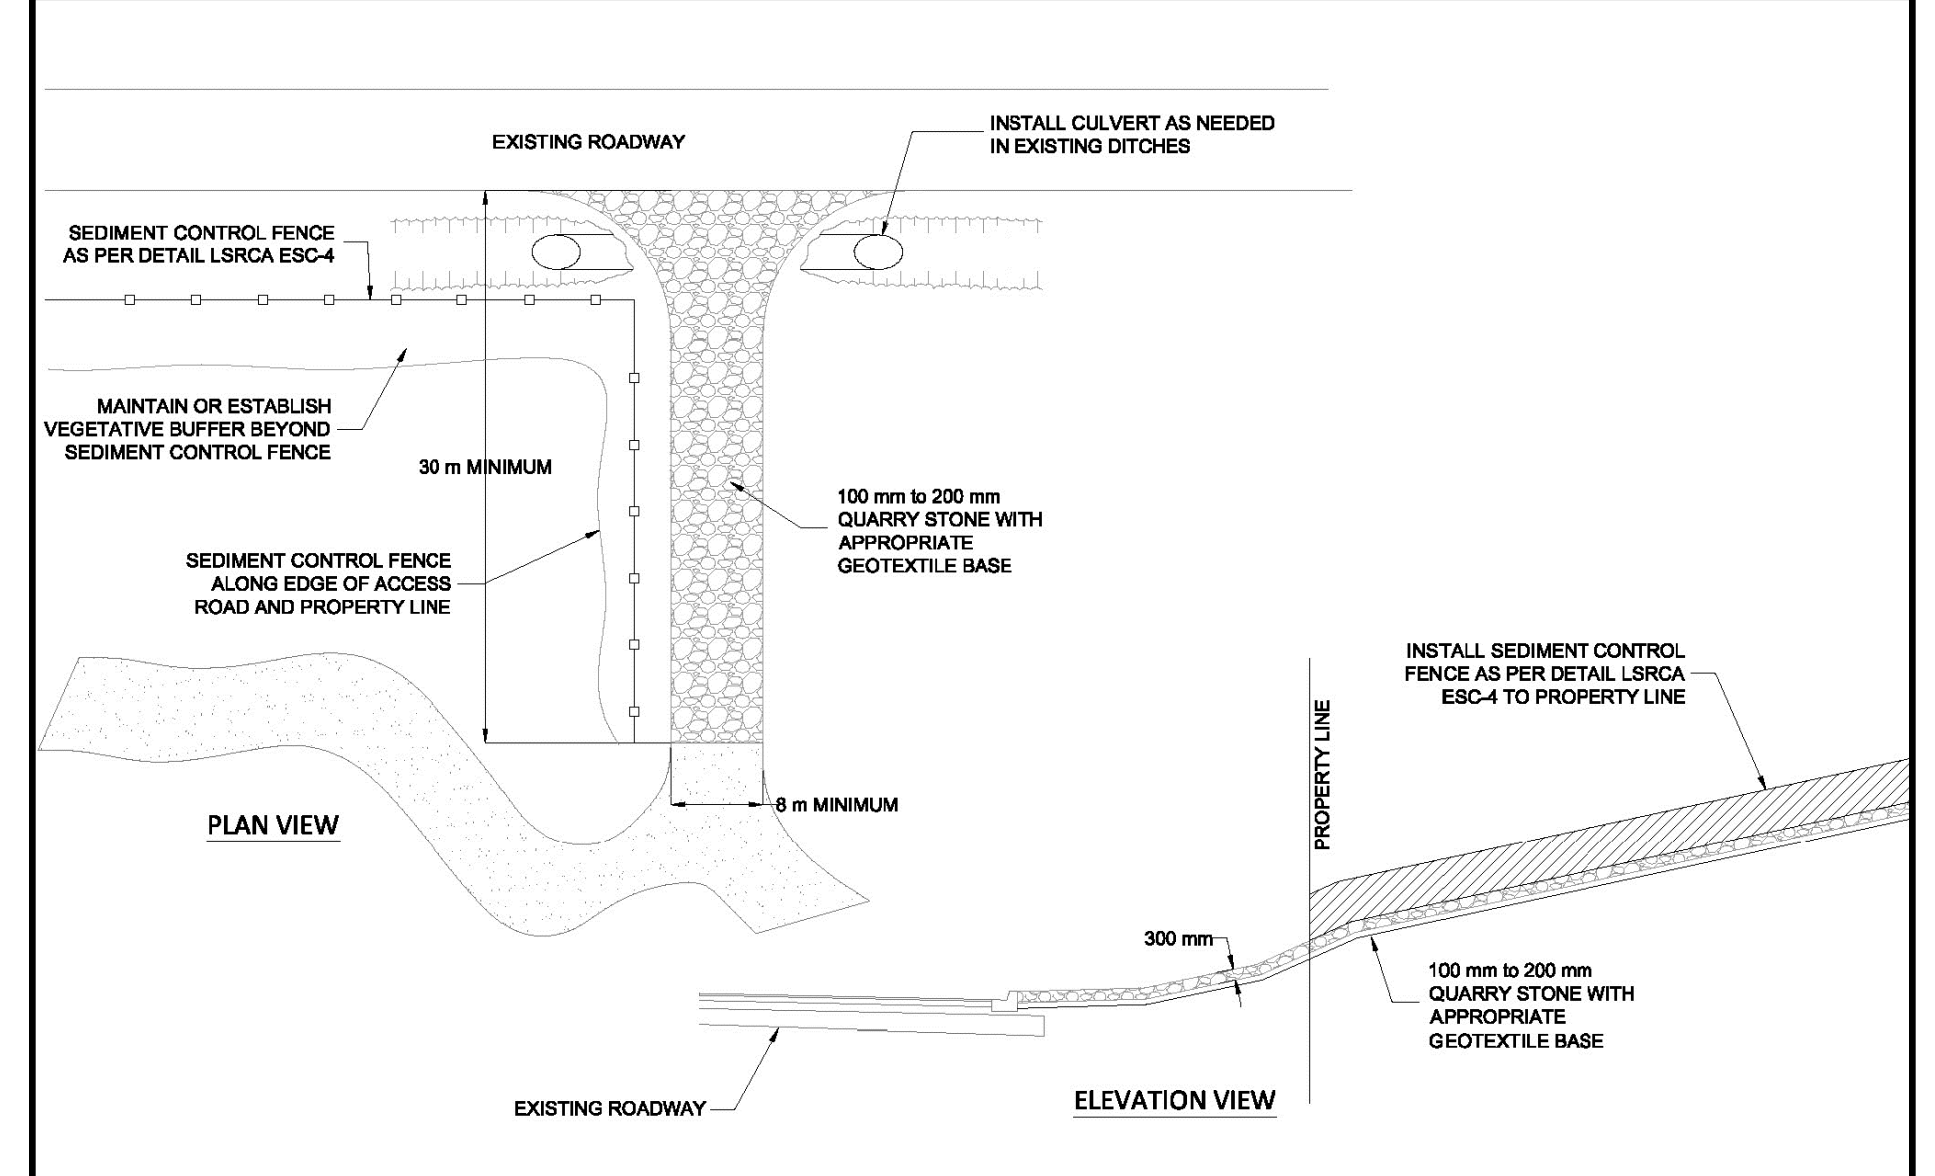 EXISTING ROADWAY
INSTALL CULVERT AS NEEDED
IN EXISTING DITCHES
SEDIMENT CONTROL FENCE
AS PER DETAIL LSRCA ESC-4
MAINTAIN OR ESTABLISH
VEGETATIVE BUFFER BEYOND
SEDIMENT CONTROL FENCE
30 m MINIMUM
100 mm to 200 mm
QUARRY STONE WITH
APPROPRIATE
GEOTEXTILE BASE
SEDIMENT CONTROL FENCE
ALONG EDGE OF ACCESS
ROAD AND PROPERTY LINE
8 m MINIMUM
PLAN VIEW
INSTALL SEDIMENT CONTROL
FENCE AS PER DETAIL LSRCA
ESC-4 TO PROPERTY LINE
PROPERTY LINE
300 mm
100 mm to 200 mm
QUARRY STONE WITH
APPROPRIATE
GEOTEXTILE BASE
EXISTING ROADWAY
ELEVATION VIEW